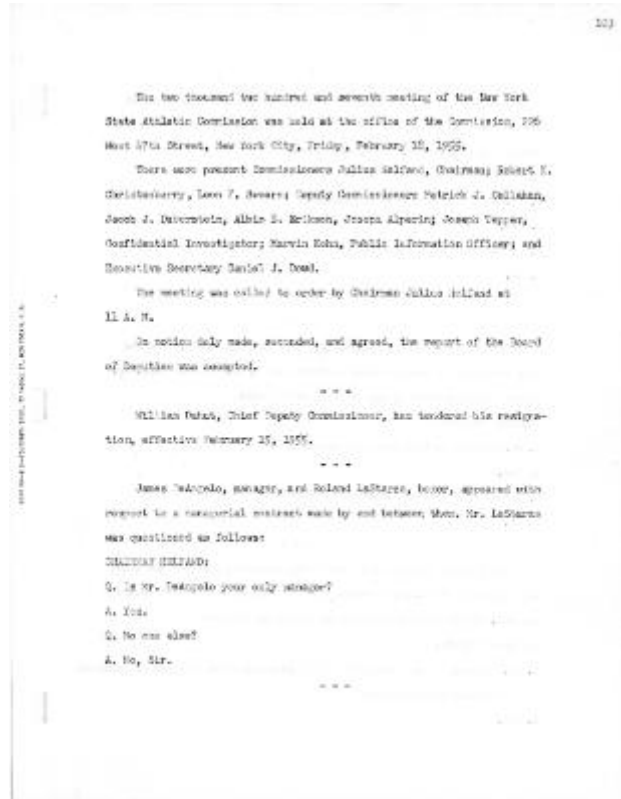 The two thousand two hundred and seventh meeting of the New York
State Athletic Commission was held at the office of the Commission, 226
West 47th Street, New York City, Friday, February 18, 1955.
There were present Commissioners Julius Helfand, Chairman; Robert K.
Christenberry, Leon F. Swears; Deputy Commissioners Patrick J. Callahan,
Jacob J. Albin S. Erikson, Joseph Alperin; Joseph Tepper,
Confidential Investigator; Marvin Kohn, Public Information Officer; and
Executive Secretary Daniel J. Dowd.
The meeting was called to order by Chairman Julius Helfand at
11 A. M.
On motion duly made, seconded, and agreed, the report of the Board
of Deputies was accepted.
- - -
William Chief Deputy Commissioner, has tendered his resigna-
tion, effective February 15, 1955.
- - -
James DeAngelo, manager, and Roland LaStarza, boxer, appeared with
respect to a managerial contract made by and between them. Mr. LaStarza
was questioned as follows:
CHAIRMAN HELFAND:
Q. Is Mr. DeAngelo your only manager?
A. Yes.
Q. No one else?
A. No, Sir.
- - -